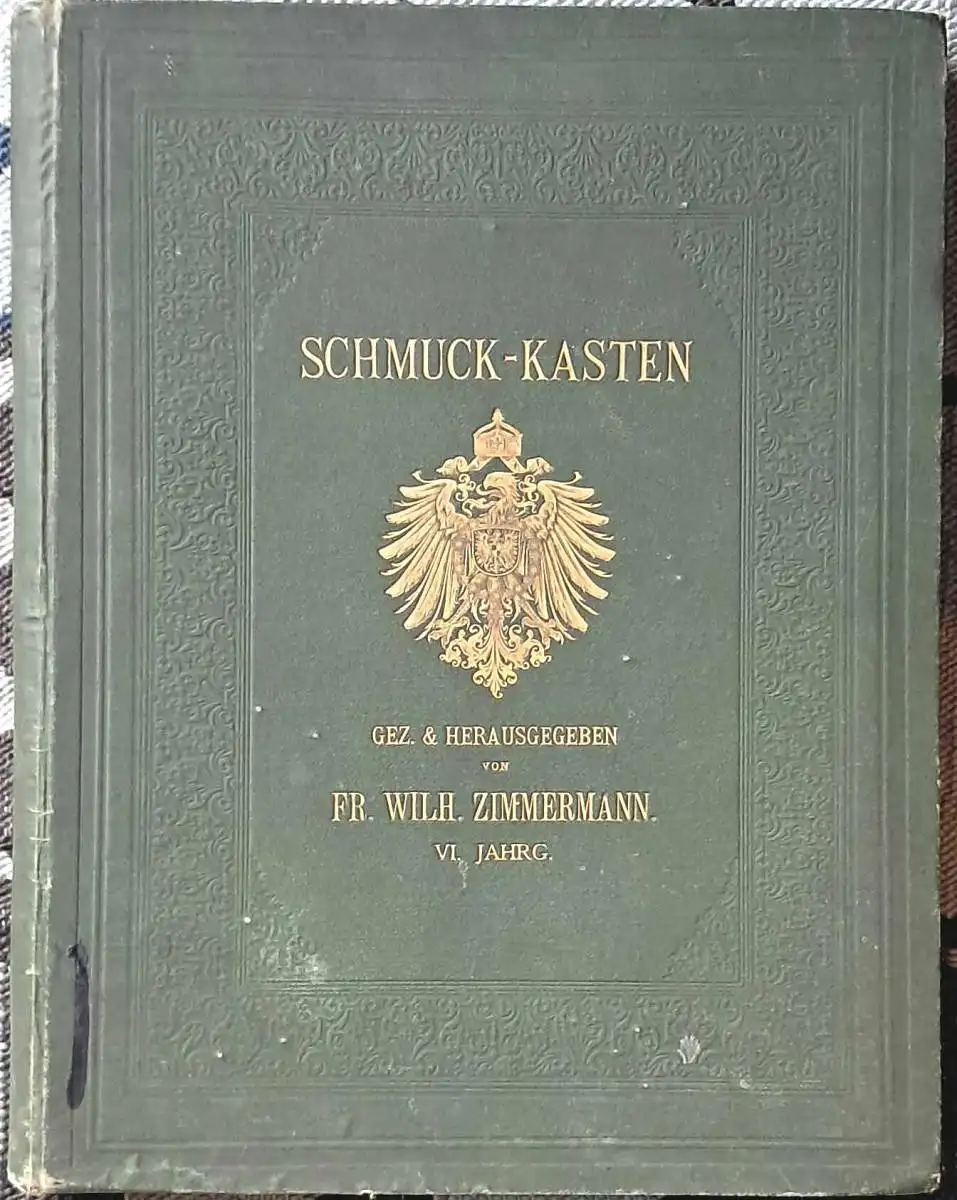 SCHMUCK-KASTEN
GEZ. & HERAUSGEGEBEN
VON
FR. WILH. ZIMMERMANN.
VI. JAHRG.